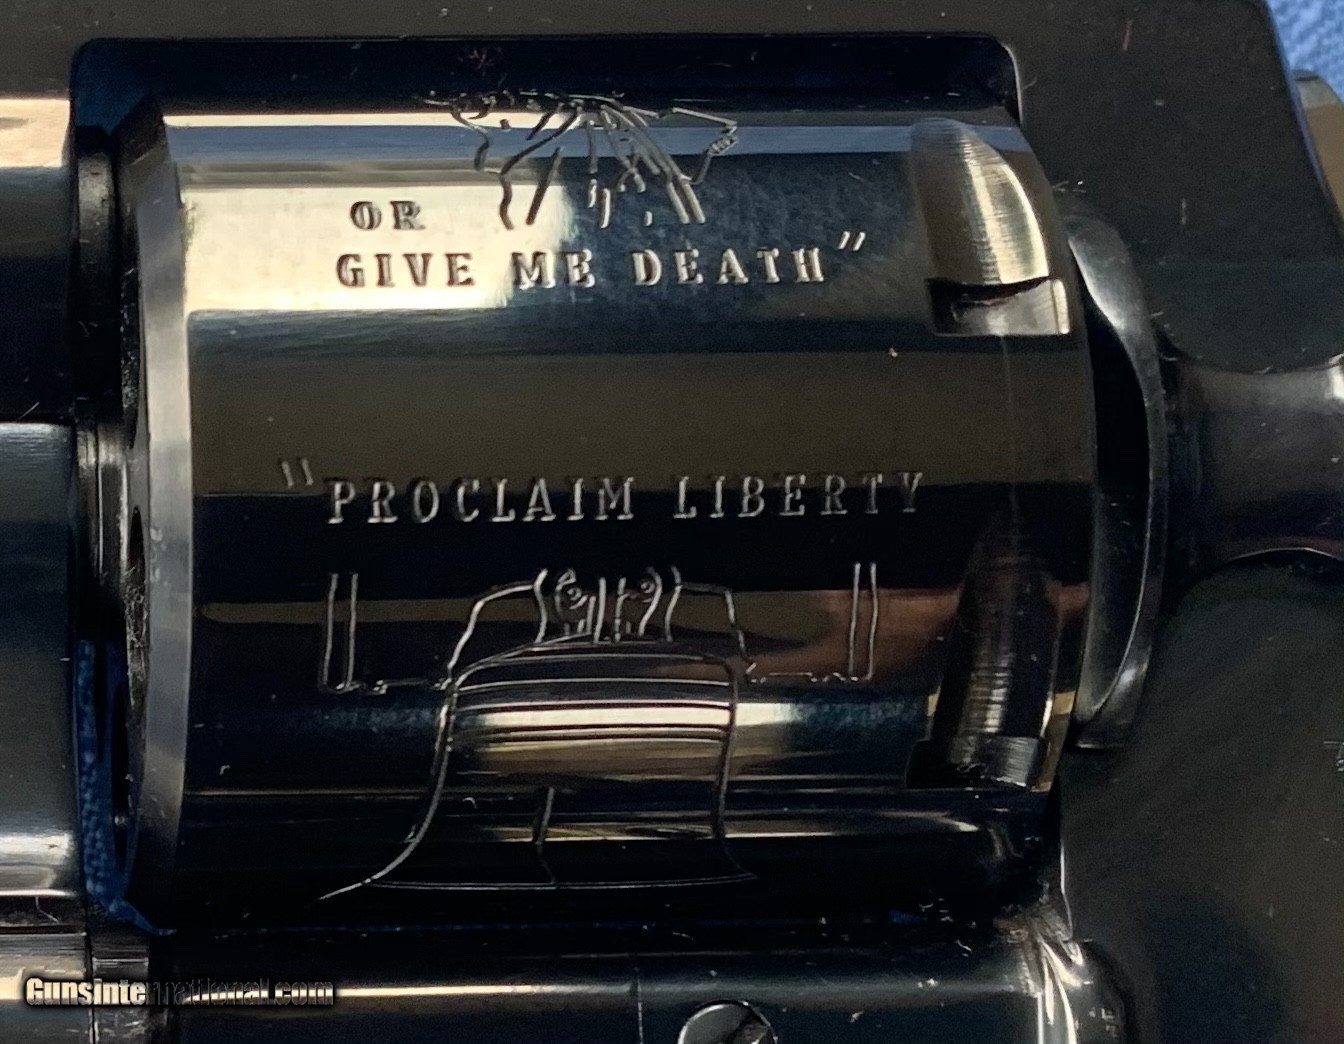 OR
GIVE ME DEATH"
"PROCLAIM LIBERTY
Gunsinternational.com